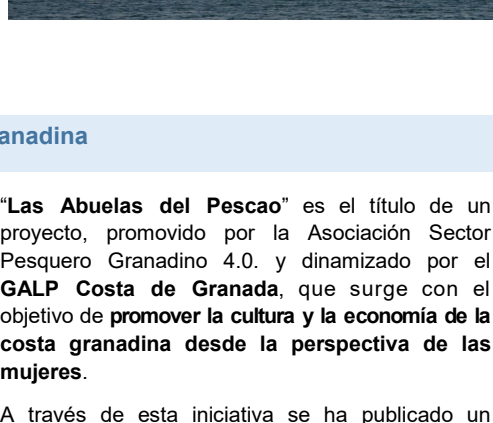 anadina
“Las Abuelas del Pescao” es el título de un
proyecto, promovido por la Asociación Sector
Pesquero Granadino 4.0. y dinamizado por el
GALP Costa de Granada, que surge con el
objetivo de promover la cultura y la economía de la
costa granadina desde la perspectiva de las
mujeres.
A través de esta iniciativa se ha publicado un